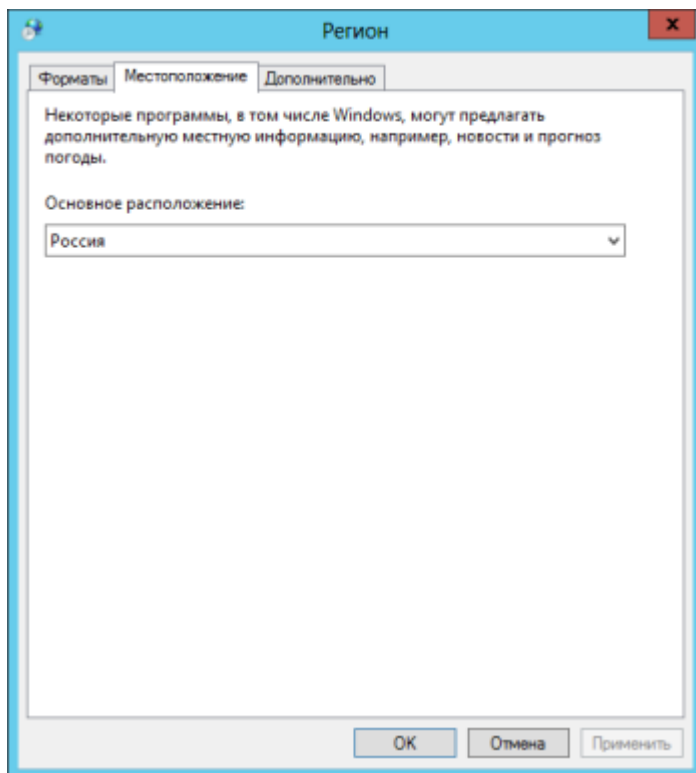 Регион
x
Форматы Местоположение Дополнительно
Некоторые программы, в том числе Windows, могут предлагать
дополнительную местную информацию, например, новости и прогноз
погоды.
Основное расположение:
Россия
OK Отмена Применить